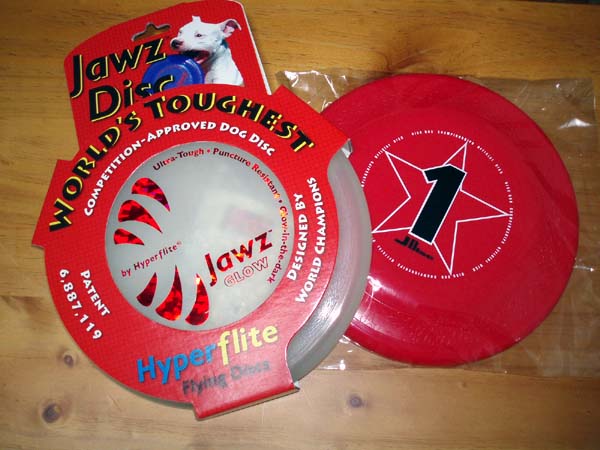 Jawz
Disc
WORLD'S TOUGHEST
COMPETITION-APPROVED DOG DISC
Ultra-Tough • Puncture Resistant • Glow-in-the-dark
by Hyperflite®
Jawz™
GLOW
DESIGNED BY
WORLD CHAMPIONS
PATENT
6,887,119
Hyperflite
Flying Discs
1